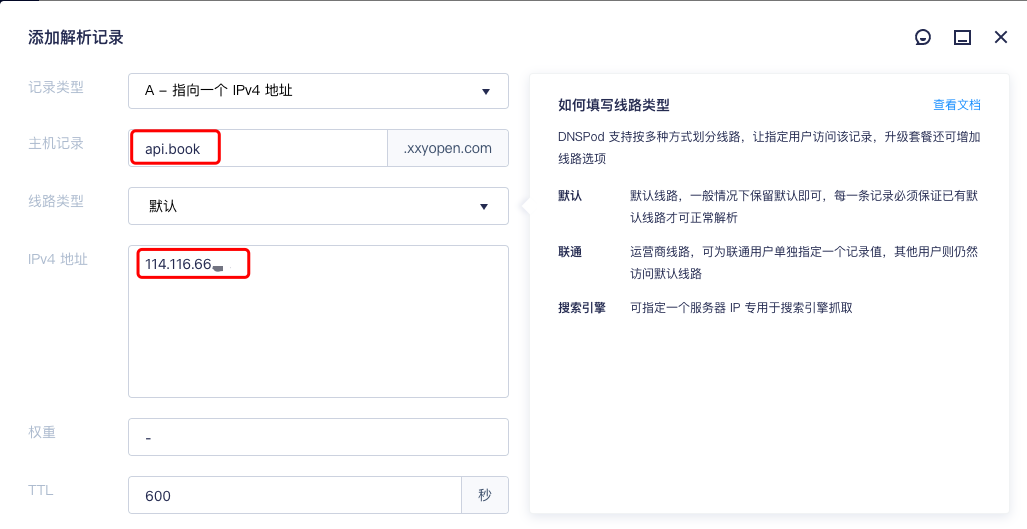 添加解析记录
记录类型
A - 指向一个 IPv4 地址
主机记录
api.book
.xxyopen.com
线路类型
默认
IPv4 地址
114.116.66
权重
-
TTL
600
秒
如何填写线路类型
查看文档
DNSPod 支持按多种方式划分线路，让指定用户访问该记录，升级套餐还可增加
线路选项
默认
默认线路，一般情况下保留默认即可，每一条记录必须保证已有默
认线路才可正常解析
联通
运营商线路，可为联通用户单独指定一个记录值，其他用户则仍然
访问默认线路
搜索引擎
可指定一个服务器 IP 专用于搜索引擎抓取